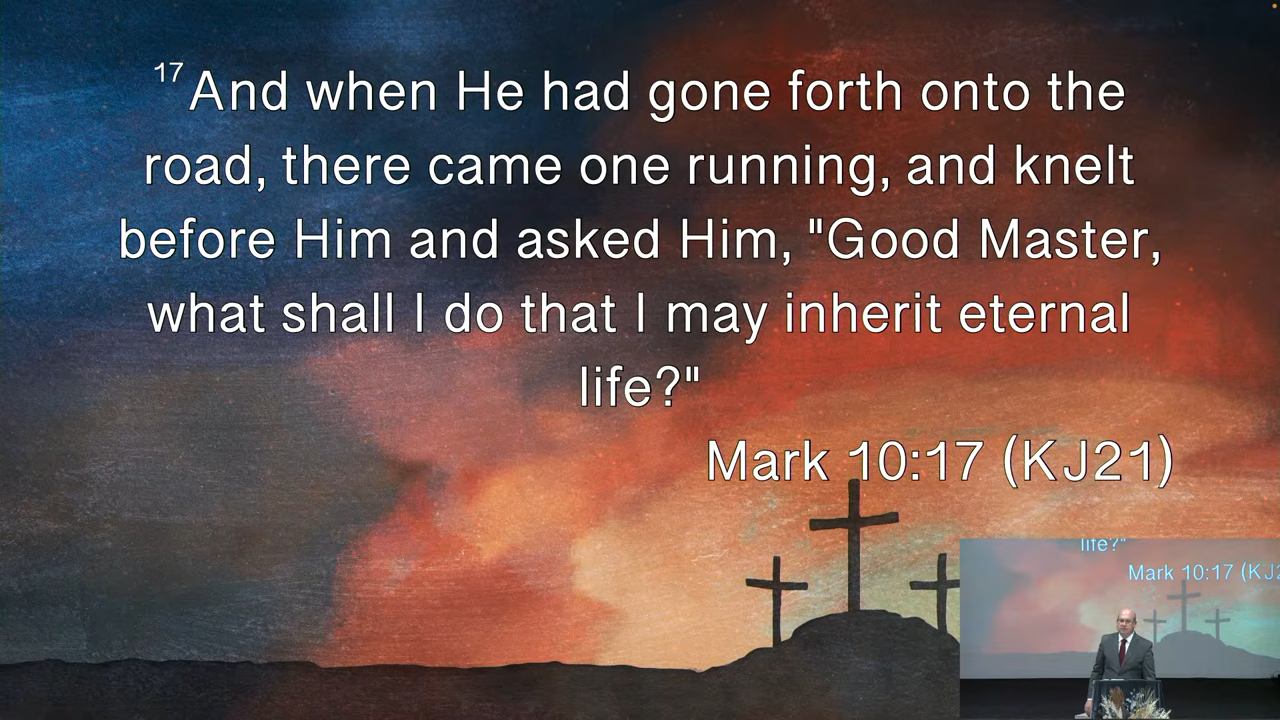 17And when He had gone forth onto the
road, there came one running, and knelt
before Him and asked Him, "Good Master,
what shall I do that I may inherit eternal
life?"
Mark 10:17 (KJ21)
life?"
Mark 10:17 (KJ2